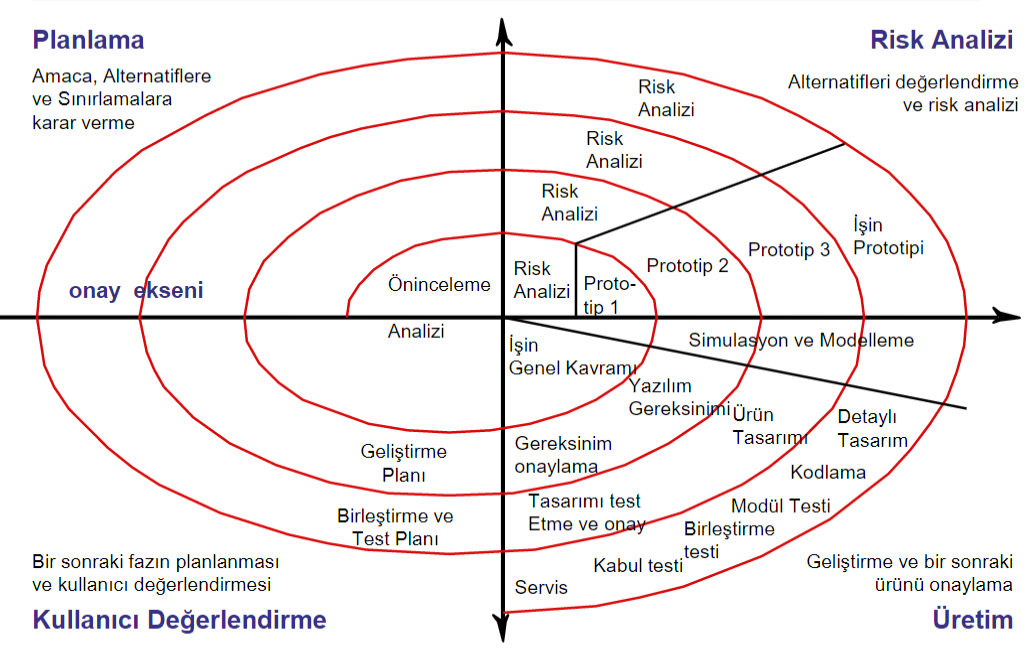 Planlama
Amaca, Alternatiflere
ve Sınırlamalara
karar verme
Risk Analizi
Alternatifleri değerlendirme
ve risk analizi
Risk
Analizi
Risk
Analizi
Risk
Analizi
Risk
Analizi
Proto-
tip 1
Prototip 2
Prototip 3
İşin
Prototipi
onay ekseni
Öninceleme
Analizi
İşin
Genel Kavramı
Simulasyon ve Modelleme
Yazılım
Gereksinimi
Ürün
Tasarımı
Detaylı
Tasarım
Geliştirme
Planı
Gereksinim
onaylama
Kodlama
Birleştirme ve
Test Planı
Tasarımı test
Etme ve onay
Modül Testi
Birleştirme
testi
Kabul testi
Servis
Bir sonraki fazın planlanması
ve kullanıcı değerlendirmesi
Kullanıcı Değerlendirme
Geliştirme ve bir sonraki
ürünü onaylama
Üretim